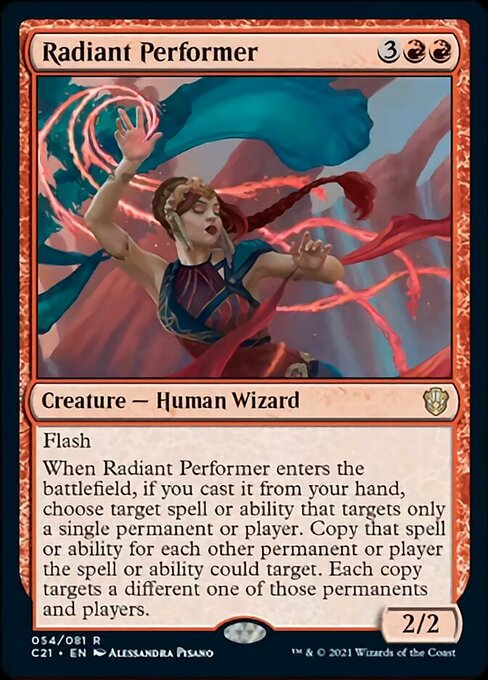 Radiant Performer 3
Creature — Human Wizard
Flash
When Radiant Performer enters the
battlefield, if you cast it from your hand,
choose target spell or ability that targets only
a single permanent or player. Copy that spell
or ability for each other permanent or player
the spell or ability could target. Each copy
targets a different one of those permanents
and players.
2/2
054/081 R
C21 • EN Alessandra Pisano
™ & © 2021 Wizards of the Coast